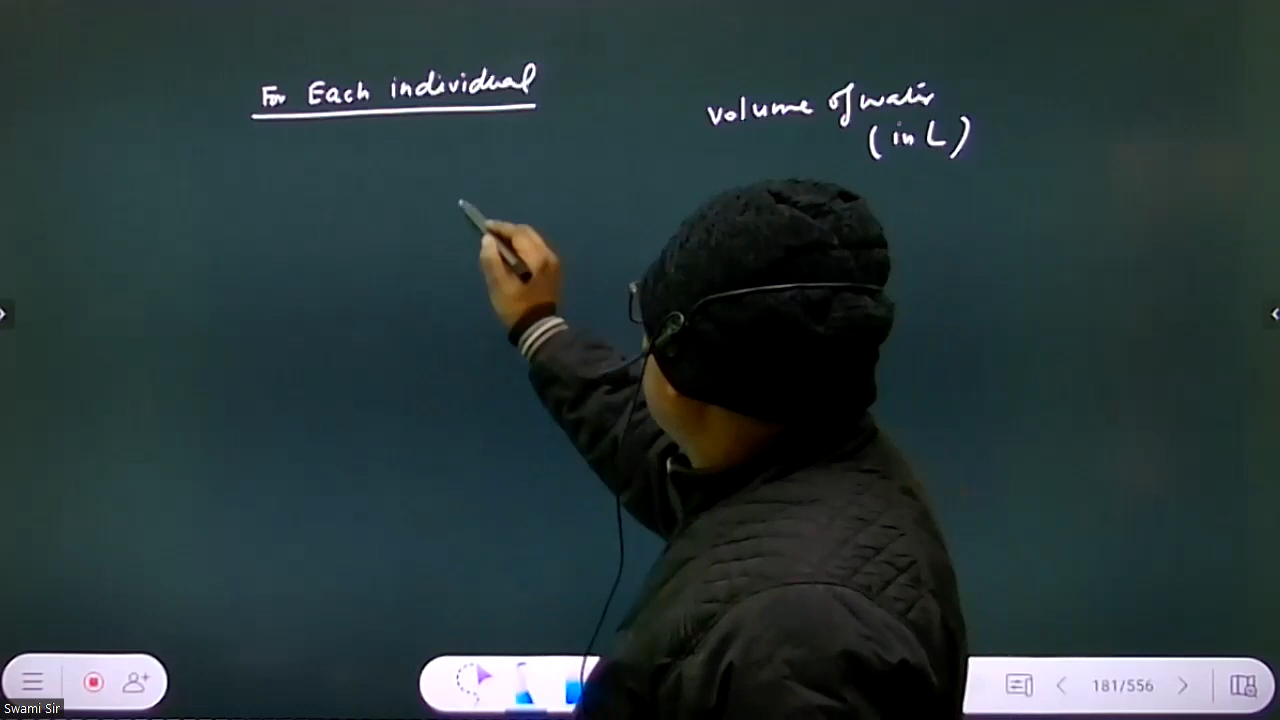 For Each individual
volume of water
(in L)
181/556
Swami Sir